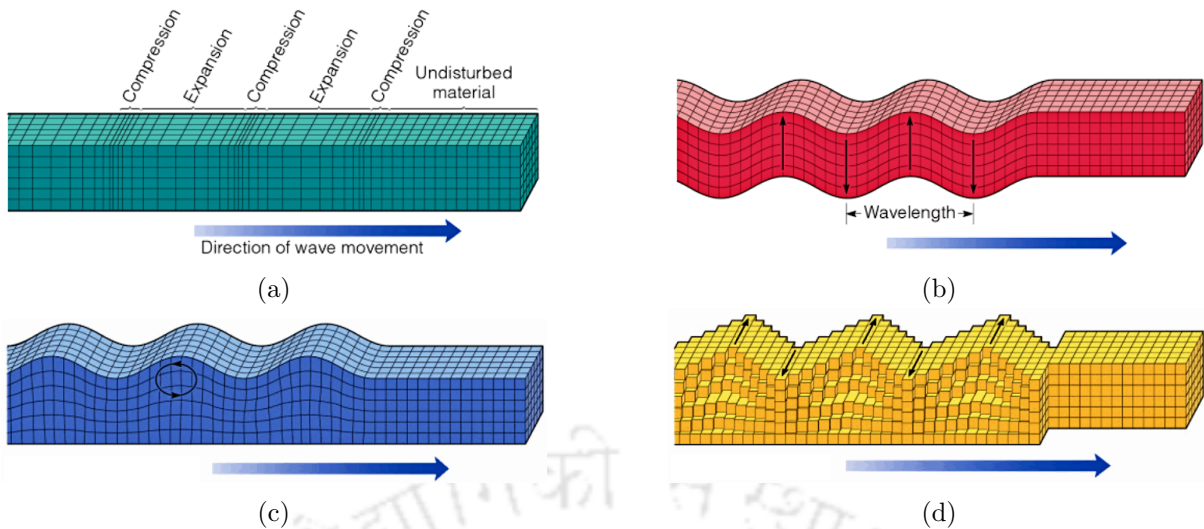 Compression
Expansion
Compression
Expansion
Compression
Undisturbed
material
Direction of wave movement
(a)
Wavelength
(b)
(c)
(d)